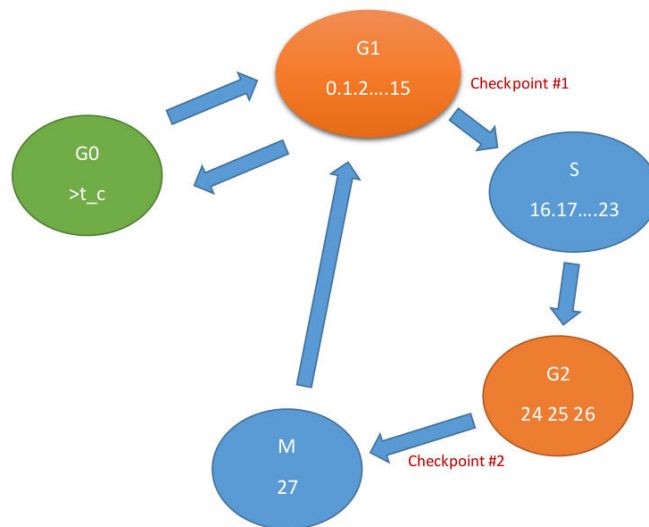 G1
0.1.2....15
Checkpoint #1
G0
>t_c
S
16.17....23
G2
24 25 26
Checkpoint #2
M
27